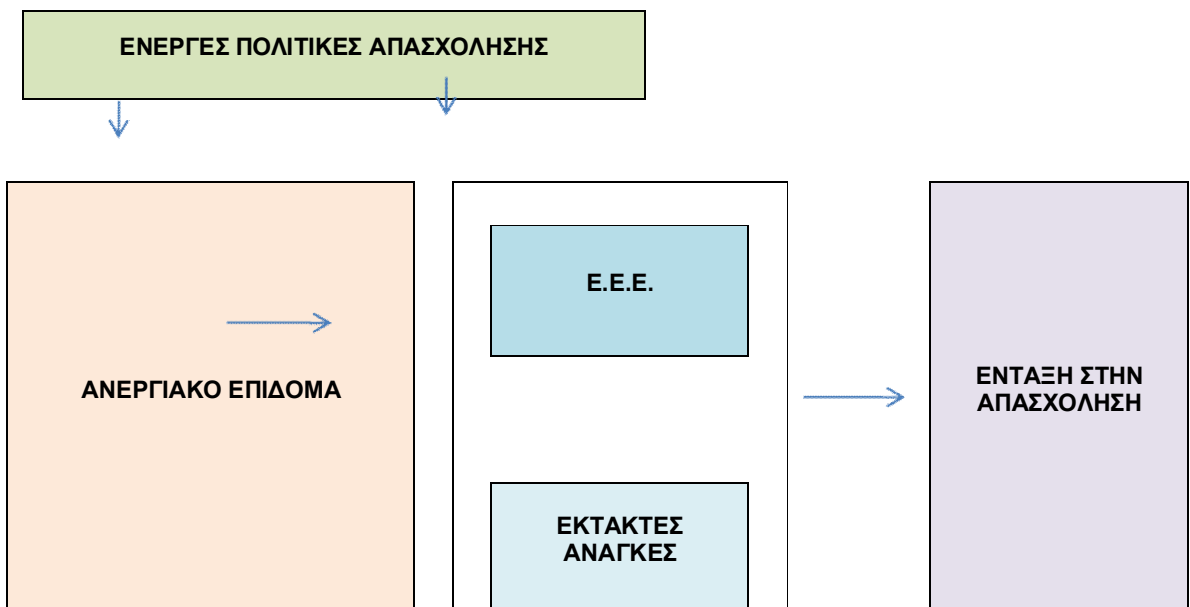 ΕΝΕΡΓΕΣ ΠΟΛΙΤΙΚΕΣ ΑΠΑΣΧΟΛΗΣΗΣ
ΑΝΕΡΓΙΑΚΟ ΕΠΙΔΟΜΑ
Ε.Ε.Ε.
ΕΚΤΑΚΤΕΣ
ΑΝΑΓΚΕΣ
ΕΝΤΑΞΗ ΣΤΗΝ
ΑΠΑΣΧΟΛΗΣΗ